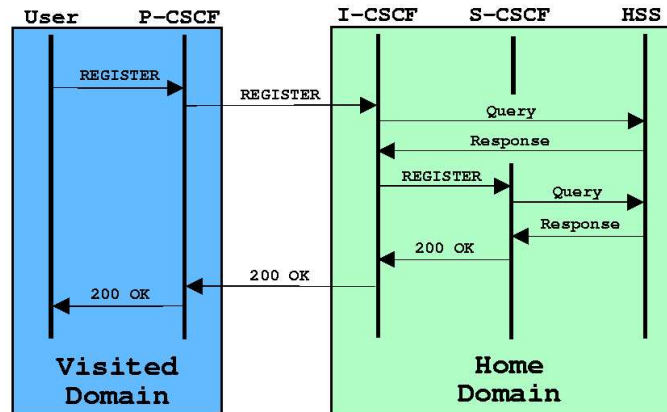 User P-CSCF I-CSCF S-CSCF HSS
REGISTER
REGISTER
Query
Response
REGISTER
Query
Response
200 OK
200 OK
200 OK
Visited
Domain
Home
Domain